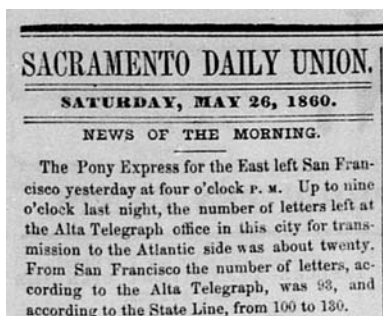 SACRAMENTO DAILY UNION.
SATURDAY, MAY 26, 1860.
NEWS OF THE MORNING.
The Pony Express for the East left San Fran-
cisco yesterday at four o'clock P. M. Up to nine
o'clock last night, the number of letters left at
the Alta Telegraph office in this city for trans-
mission to the Atlantic side was about twenty.
From San Francisco the number of letters, ac-
cording to the Alta Telegraph, was 93, and
according to the State Line, from 100 to 130.